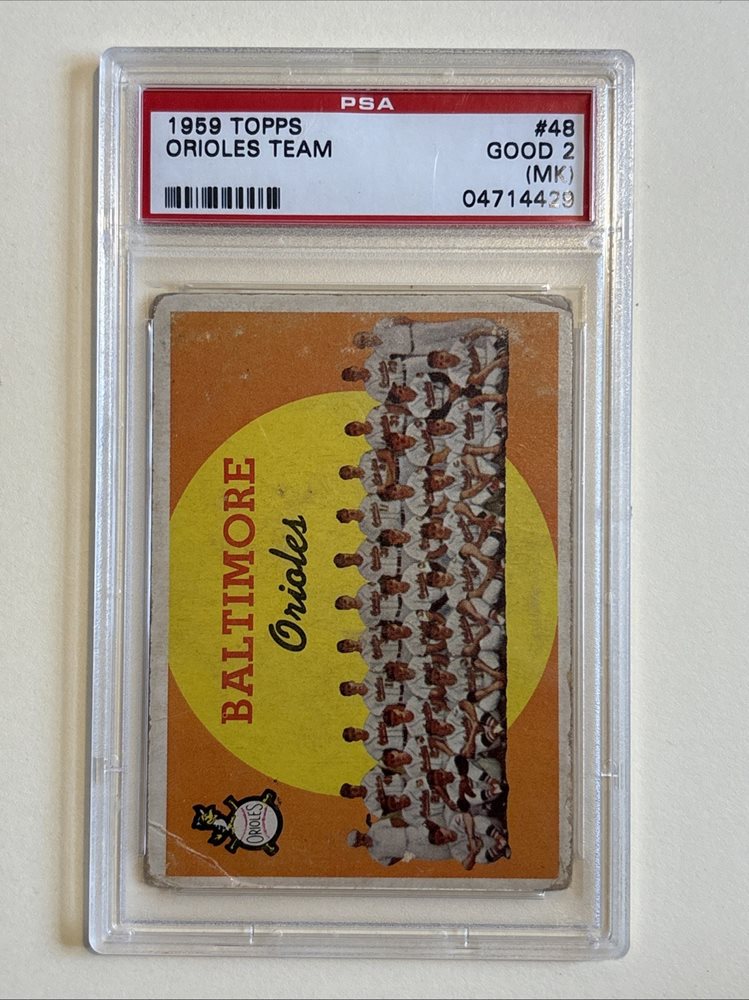 PSA
1959 TOPPS #48
ORIOLES TEAM GOOD 2
(MK)
04714429
BALTIMORE
Orioles
ORIOLES